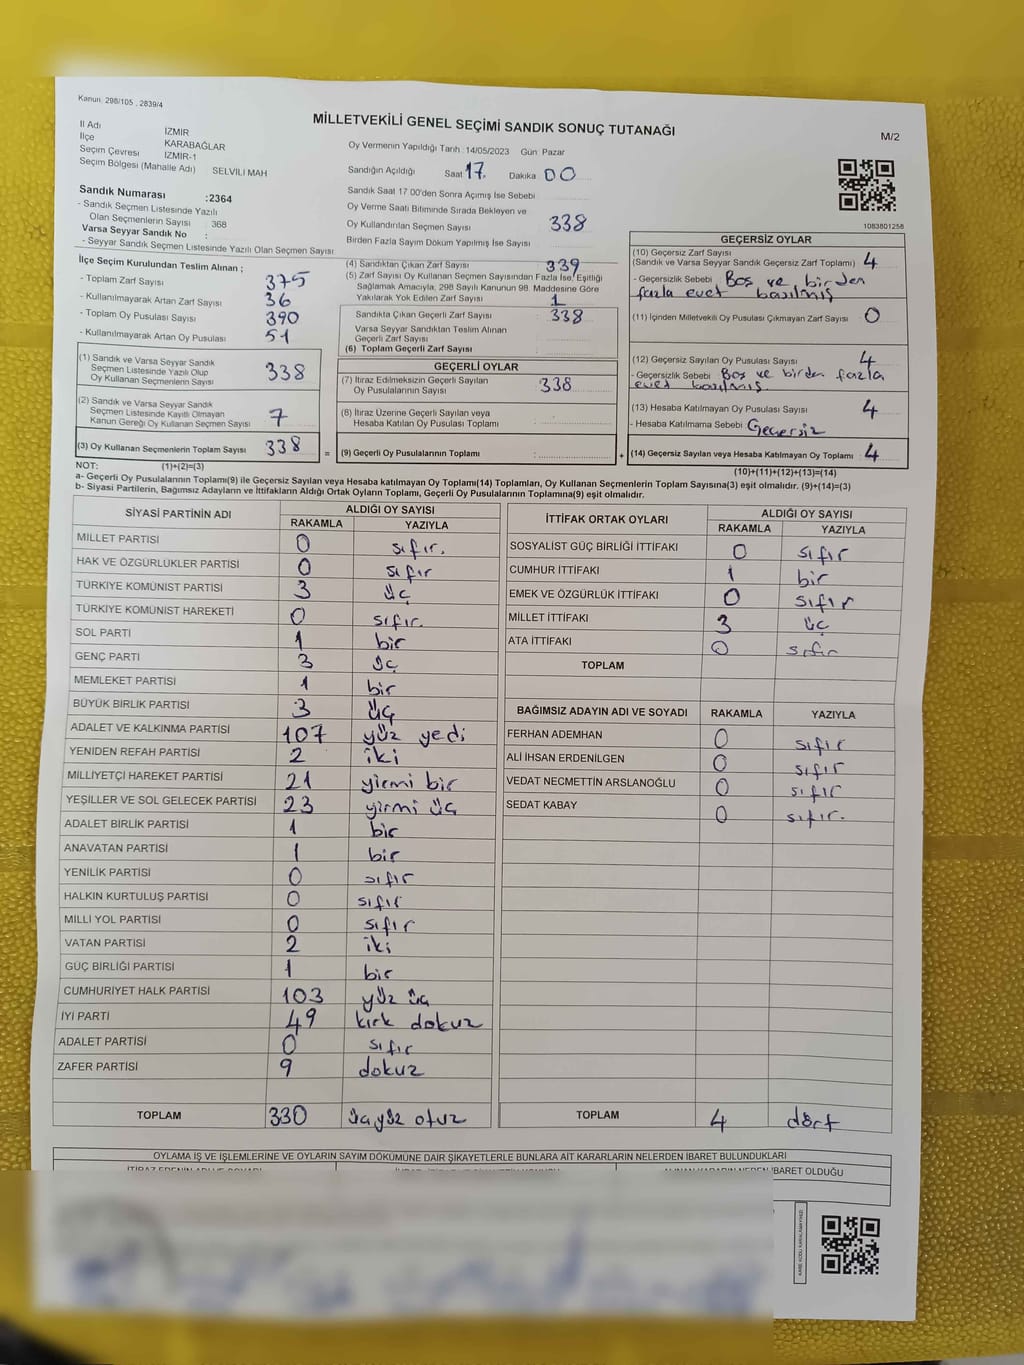 Kanun: 298/105 , 2839/4
MİLLETVEKİLİ GENEL SEÇİMİ SANDIK SONUÇ TUTANAĞI
M/2
İl Adı İZMİR
İlçe KARABAĞLAR
Seçim Çevresi İZMİR-1
Seçim Bölgesi (Mahalle Adı) SELVİLİ MAH
Sandık Numarası :2364
- Sandık Seçmen Listesinde Yazılı
Olan Seçmenlerin Sayısı : 368
Varsa Seyyar Sandık No :
- Seyyar Sandık Seçmen Listesinde Yazılı Olan Seçmen Sayısı
Oy Vermenin Yapıldığı Tarih :14/05/2023 Gün: Pazar
Sandığın Açıldığı Saat 17. Dakika 00
Sandık Saat 17:00'den Sonra Açımış İse Sebebi
Oy Verme Saati Bitiminde Sırada Bekleyen ve
Oy Kullandırılan Seçmen Sayısı 338
Birden Fazla Sayım Döküm Yapılmış İse Sayısı
1083801258
İlçe Seçim Kurulundan Teslim Alınan ;
- Toplam Zarf Sayısı 375
- Kullanılmayarak Artan Zarf Sayısı 36
- Toplam Oy Pusulası Sayısı 390
- Kullanılmayarak Artan Oy Pusulası 51
(1) Sandık ve Varsa Seyyar Sandık
Seçmen Listesinde Yazılı Olup
Oy Kullanan Seçmenlerin Sayısı 338
(2) Sandık ve Varsa Seyyar Sandık
Seçmen Listesinde Kayıtlı Olmayan
Kanun Gereği Oy Kullanan Seçmen Sayısı 7
(3) Oy Kullanan Seçmenlerin Toplam Sayısı 338
(4) Sandıktan Çıkan Zarf Sayısı 339
(5) Zarf Sayısı Oy Kullanan Seçmen Sayısından Fazla İse, Eşitliği
Sağlamak Amacıyla, 298 Sayılı Kanunun 98. Maddesine Göre
Yakılarak Yok Edilen Zarf Sayısı 1
Sandıkta Çıkan Geçerli Zarf Sayısı : 338
Varsa Seyyar Sandıktan Teslim Alınan
Geçerli Zarf Sayısı :
(6) Toplam Geçerli Zarf Sayısı :
GEÇERLİ OYLAR
(7) İtiraz Edilmeksizin Geçerli Sayılan
Oy Pusulalarının Sayısı 338
(8) İtiraz Üzerine Geçerli Sayılan veya
Hesaba Katılan Oy Pusulası Toplamı :
= (9) Geçerli Oy Pusulalarının Toplamı :
GEÇERSİZ OYLAR
(10) Geçersiz Zarf Sayısı
(Sandık ve Varsa Seyyar Sandık Geçersiz Zarf Toplamı) 4
- Geçersizlik Sebebi Boş ve birden
fazla evet basılmış
(11) İçinden Milletvekili Oy Pusulası Çıkmayan Zarf Sayısı 0
(12) Geçersiz Sayılan Oy Pusulası Sayısı 4
- Geçersizlik Sebebi Boş ve birden fazla
evet basılmış.
(13) Hesaba Katılmayan Oy Pusulası Sayısı 4
- Hesaba Katılmama Sebebi Geçersiz
+ (14) Geçersiz Sayılan veya Hesaba Katılmayan Oy Toplamı 4
NOT: (1)+(2)=(3)
(10)+(11)+(12)+(13)=(14)
a- Geçerli Oy Pusulalarının Toplamı(9) ile Geçersiz Sayılan veya Hesaba Katılmayan Oy Toplamı(14) Toplamları, Oy Kullanan Seçmenlerin Toplam Sayısına(3) eşit olmalıdır. (9)+(14)=(3)
b- Siyasi Partilerin, Bağımsız Adayların ve İttifakların Aldığı Ortak Oyların Toplamı, Geçerli Oy Pusulalarının Toplamına(9) eşit olmalıdır.
SİYASİ PARTİNİN ADI ALDIĞI OY SAYISI
RAKAMLA YAZIYLA
MİLLET PARTİSİ 0 sıfır.
HAK VE ÖZGÜRLÜKLER PARTİSİ 0 sıfır
TÜRKİYE KOMÜNİST PARTİSİ 3 üç
TÜRKİYE KOMÜNİST HAREKETİ 0 sıfır.
SOL PARTİ 1 bir
GENÇ PARTİ 3 üç
MEMLEKET PARTİSİ 1 bir
BÜYÜK BİRLİK PARTİSİ 3 üç
ADALET VE KALKINMA PARTİSİ 107 yüz yedi
YENİDEN REFAH PARTİSİ 2 iki
MİLLİYETÇİ HAREKET PARTİSİ 21 yirmi bir
YEŞİLLER VE SOL GELECEK PARTİSİ 23 yirmi üç
ADALET BİRLİK PARTİSİ 1 bir
ANAVATAN PARTİSİ 1 bir
YENİLİK PARTİSİ 0 sıfır
HALKIN KURTULUŞ PARTİSİ 0 sıfır
MİLLİ YOL PARTİSİ 0 sıfır
VATAN PARTİSİ 2 iki
GÜÇ BİRLİĞİ PARTİSİ 1 bir
CUMHURİYET HALK PARTİSİ 103 yüz üç
İYİ PARTİ 49 kırk dokuz
ADALET PARTİSİ 0 sıfır
ZAFER PARTİSİ 9 dokuz
TOPLAM 330 üçyüz otuz
İTTİFAK ORTAK OYLARI ALDIĞI OY SAYISI
RAKAMLA YAZIYLA
SOSYALİST GÜÇ BİRLİĞİ İTTİFAKI 0 sıfır
CUMHUR İTTİFAKI 1 bir
EMEK VE ÖZGÜRLÜK İTTİFAKI 0 sıfır
MİLLET İTTİFAKI 3 üç
ATA İTTİFAKI 0 sıfır
TOPLAM
BAĞIMSIZ ADAYIN ADI VE SOYADI RAKAMLA YAZIYLA
FERHAN ADEMHAN 0 sıfır
ALİ İHSAN ERDENİLGEN 0 sıfır
VEDAT NECMETTİN ARSLANOĞLU 0 sıfır
SEDAT KABAY 0 sıfır.
TOPLAM 4 dört
OYLAMA İŞ VE İŞLEMLERİNE VE OYLARIN SAYIM DÖKÜMÜNE DAİR ŞİKAYETLERLE BUNLARA AİT KARARLARIN NELERDEN İBARET BULUNDUKLARI
İTİRAZ EDENİN ADI VE SOYADI
ALINAN KARARIN NEDEN İBARET OLDUĞU